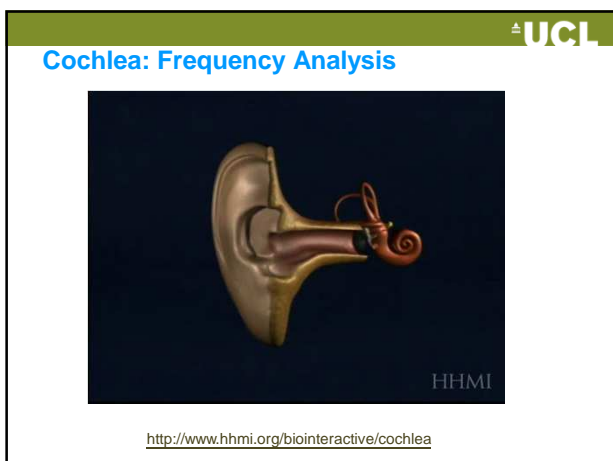 UCL
Cochlea: Frequency Analysis
HHMI
http://www.hhmi.org/biointeractive/cochlea